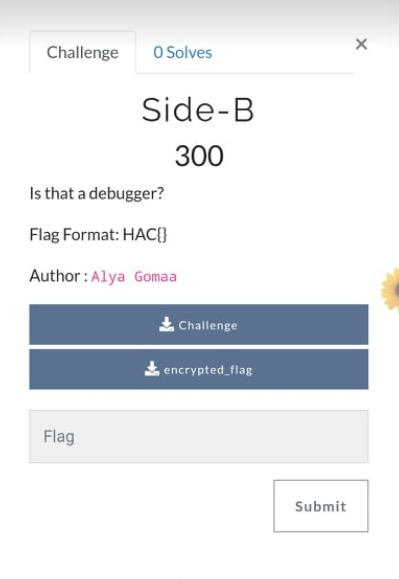 Challenge
0 Solves
×
Side-B
300
Is that a debugger?
Flag Format: HAC{}
Author : Alya Gomaa
Challenge
encrypted_flag
Flag
Submit